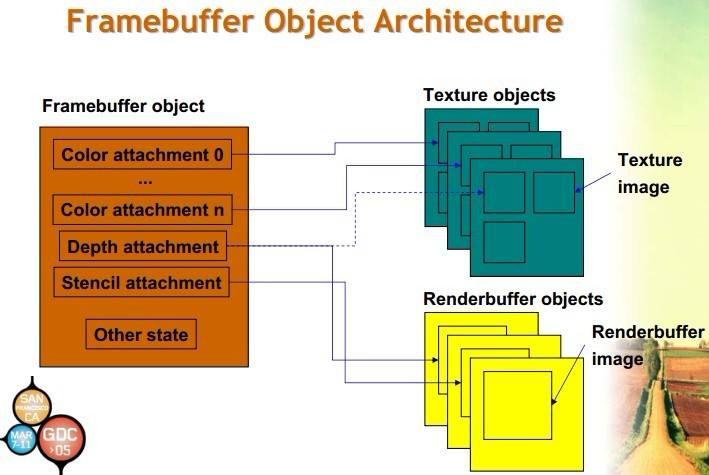 Framebuffer Object Architecture
Framebuffer object
Color attachment 0
...
Color attachment n
Depth attachment
Stencil attachment
Other state
Texture objects
Texture
image
Renderbuffer objects
Renderbuffer
image
SAN
FRANCISCO
CA
MAR
7-11
GDC
>05